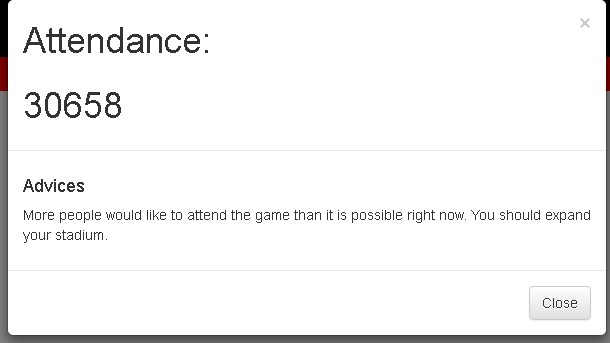 ×
Attendance:
30658
Advices
More people would like to attend the game than it is possible right now. You should expand
your stadium.
Close